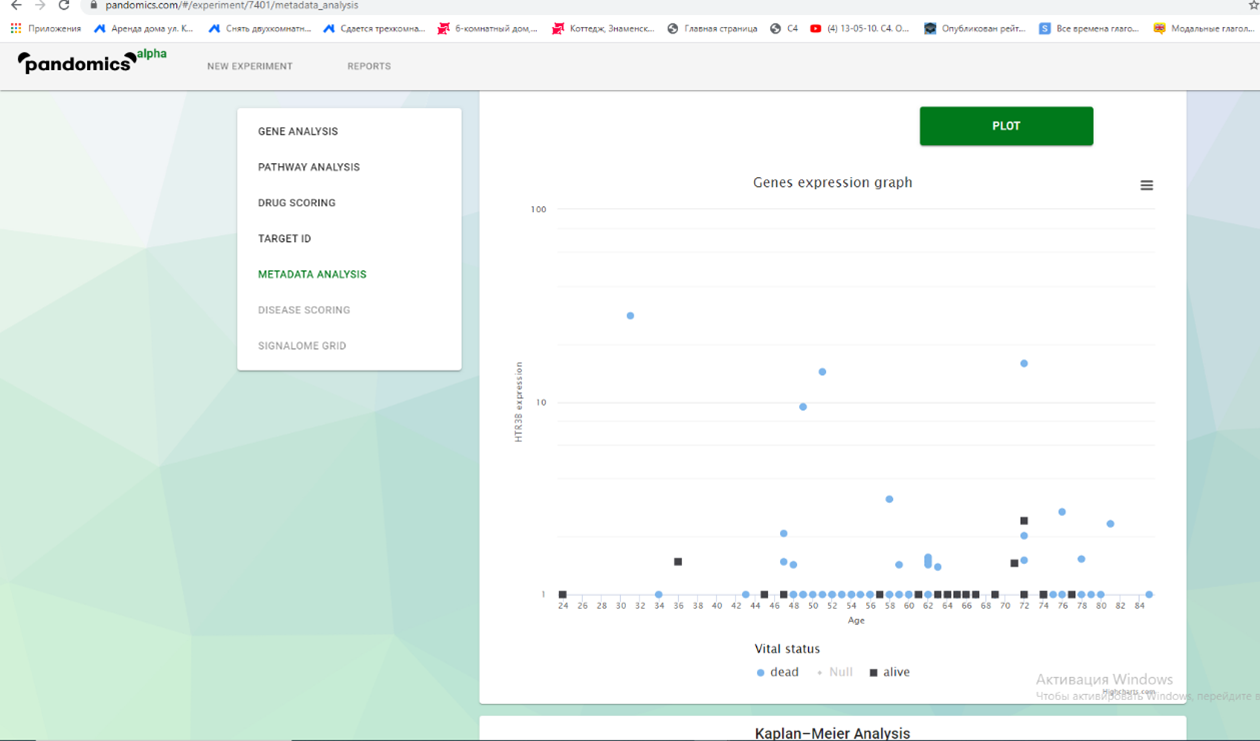 pandomics.com/#/experiment/7401/metadata_analysis
Приложения Аренда дома ул. К... Снять двухкомнатн... Сдается трехкомна... 6-комнатный дом,... Коттедж, Знаменск... Главная страница C4 (4) 13-05-10. C4. O... Опубликован рейт... S Все времена глаго... Модальные глагол...
pandomics alpha
NEW EXPERIMENT REPORTS
GENE ANALYSIS
PATHWAY ANALYSIS
DRUG SCORING
TARGET ID
METADATA ANALYSIS
DISEASE SCORING
SIGNALOME GRID
PLOT
Genes expression graph
100
10
1
HTR3B expression
24 26 28 30 32 34 36 38 40 42 44 46 48 50 52 54 56 58 60 62 64 66 68 70 72 74 76 78 80 82 84
Age
Vital status
dead Null alive
Highcharts.com
Активация Windows
Чтобы активировать Windows, перейдите в
Kaplan–Meier Analysis